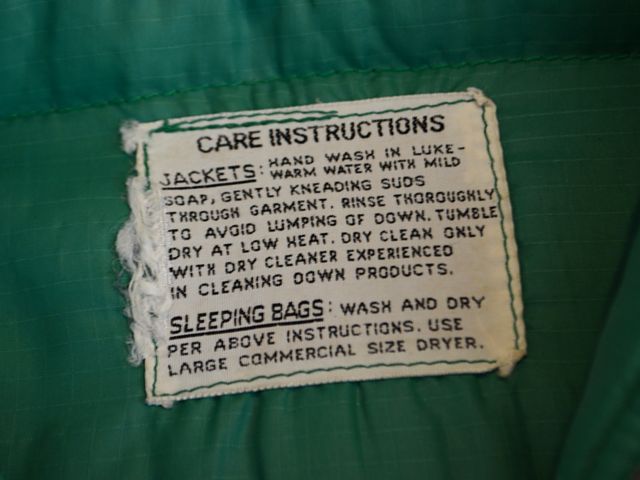 CARE INSTRUCTIONS
JACKETS: HAND WASH IN LUKE-
WARM WATER WITH MILD
SOAP, GENTLY KNEADING SUDS
THROUGH GARMENT. RINSE THOROUGHLY
TO AVOID LUMPING OF DOWN. TUMBLE
DRY AT LOW HEAT. DRY CLEAN ONLY
WITH DRY CLEANER EXPERIENCED
IN CLEANING DOWN PRODUCTS.
SLEEPING BAGS: WASH AND DRY
PER ABOVE INSTRUCTIONS. USE
LARGE COMMERCIAL SIZE DRYER.